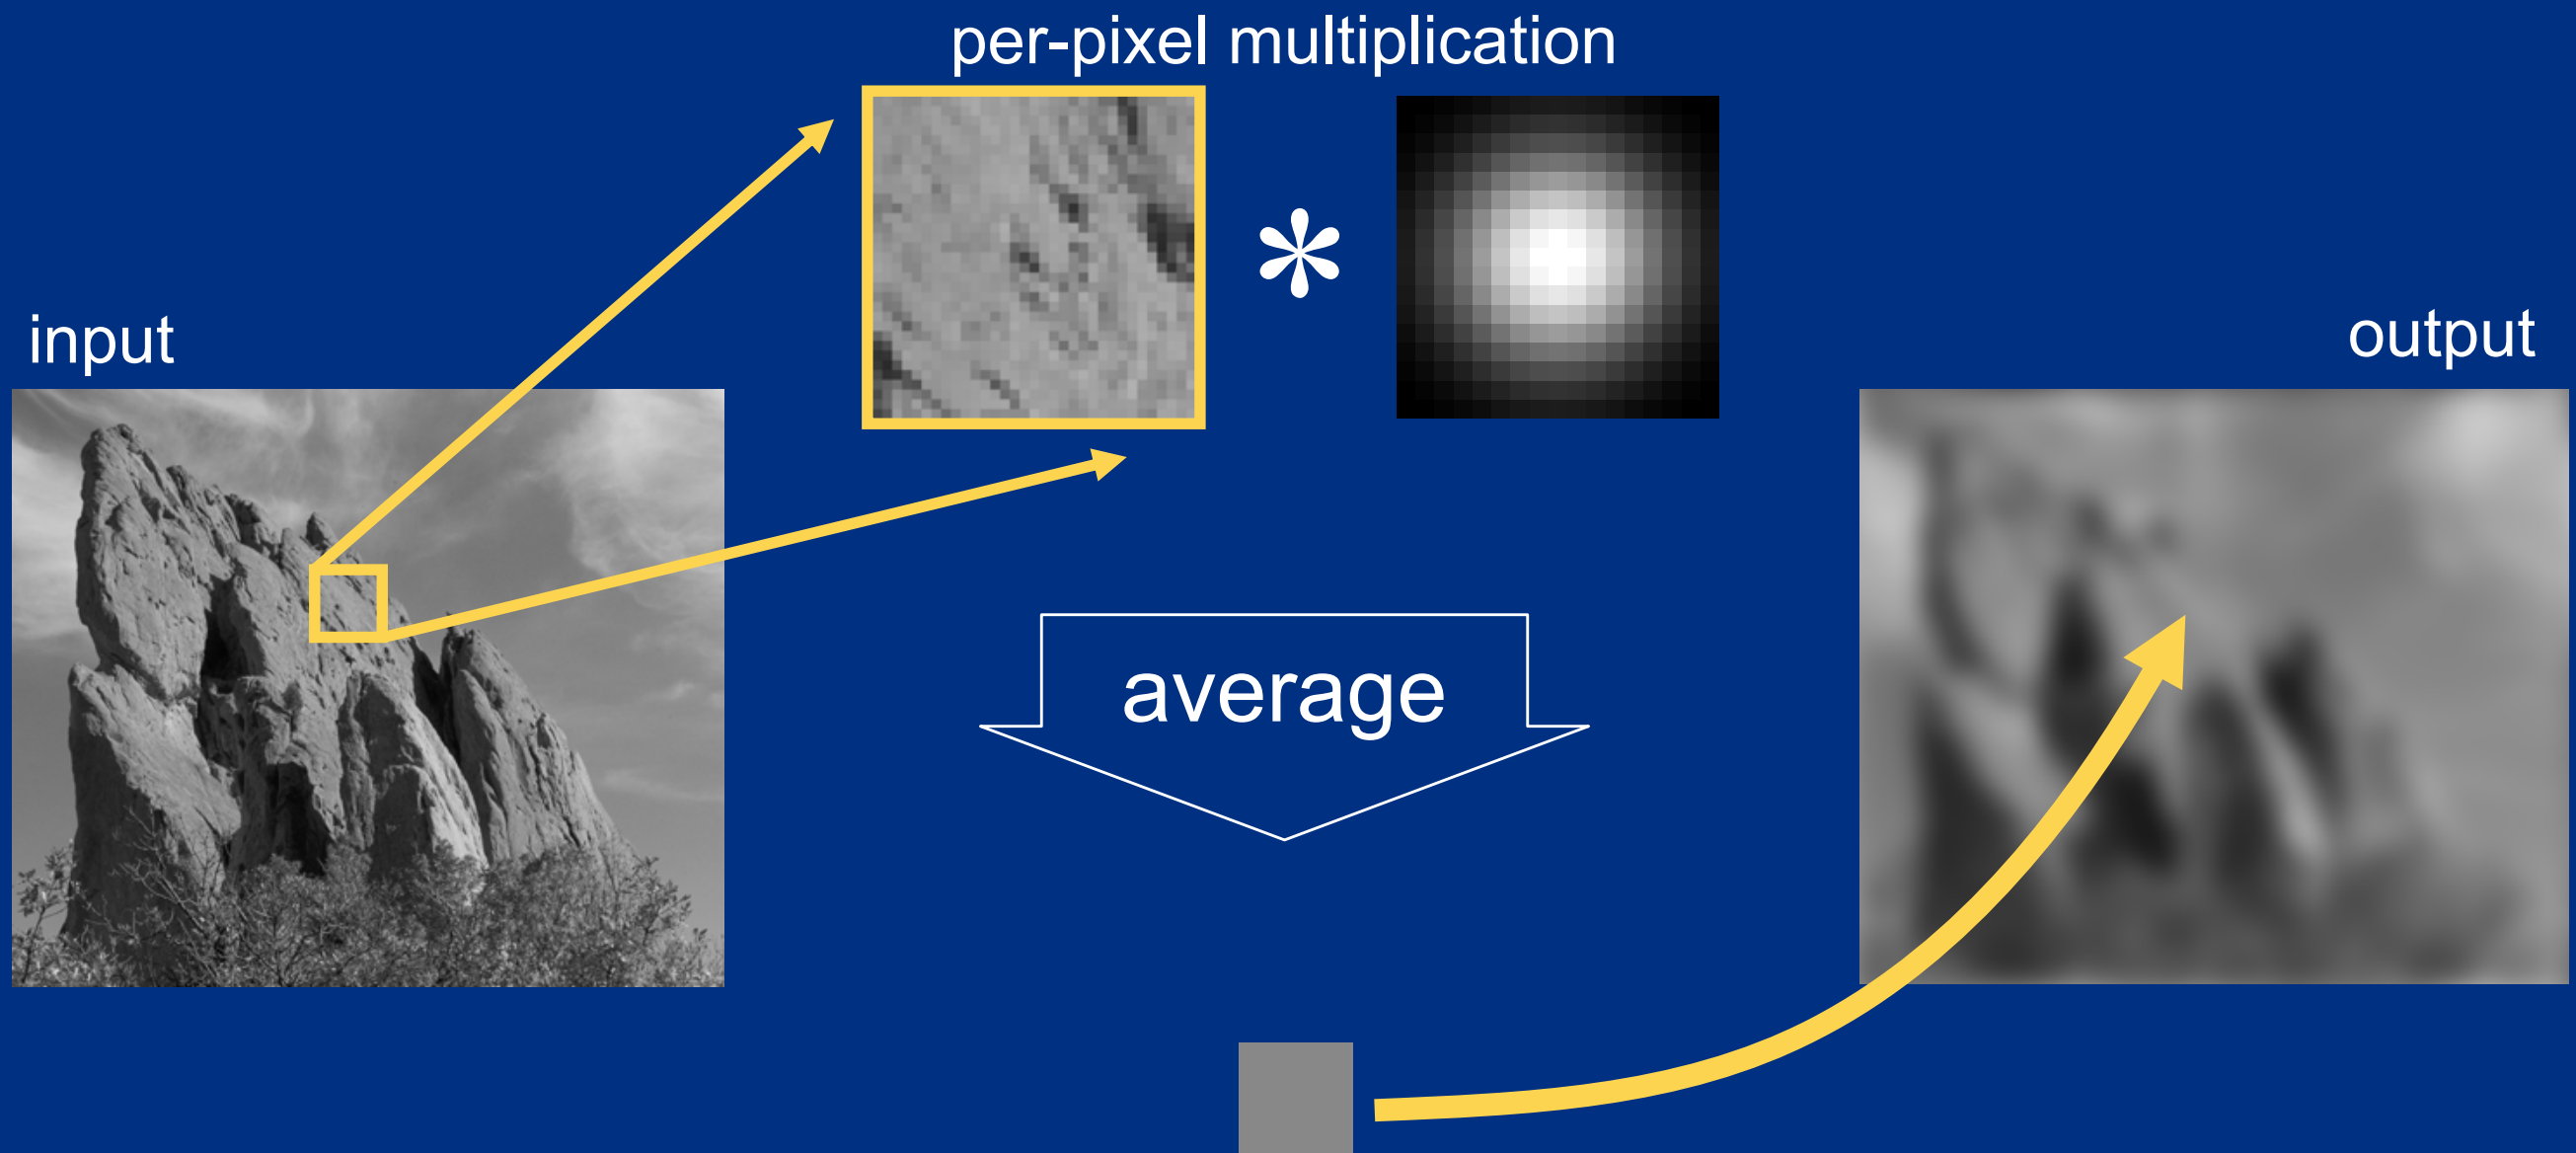 per-pixel multiplication
*
input
output
average